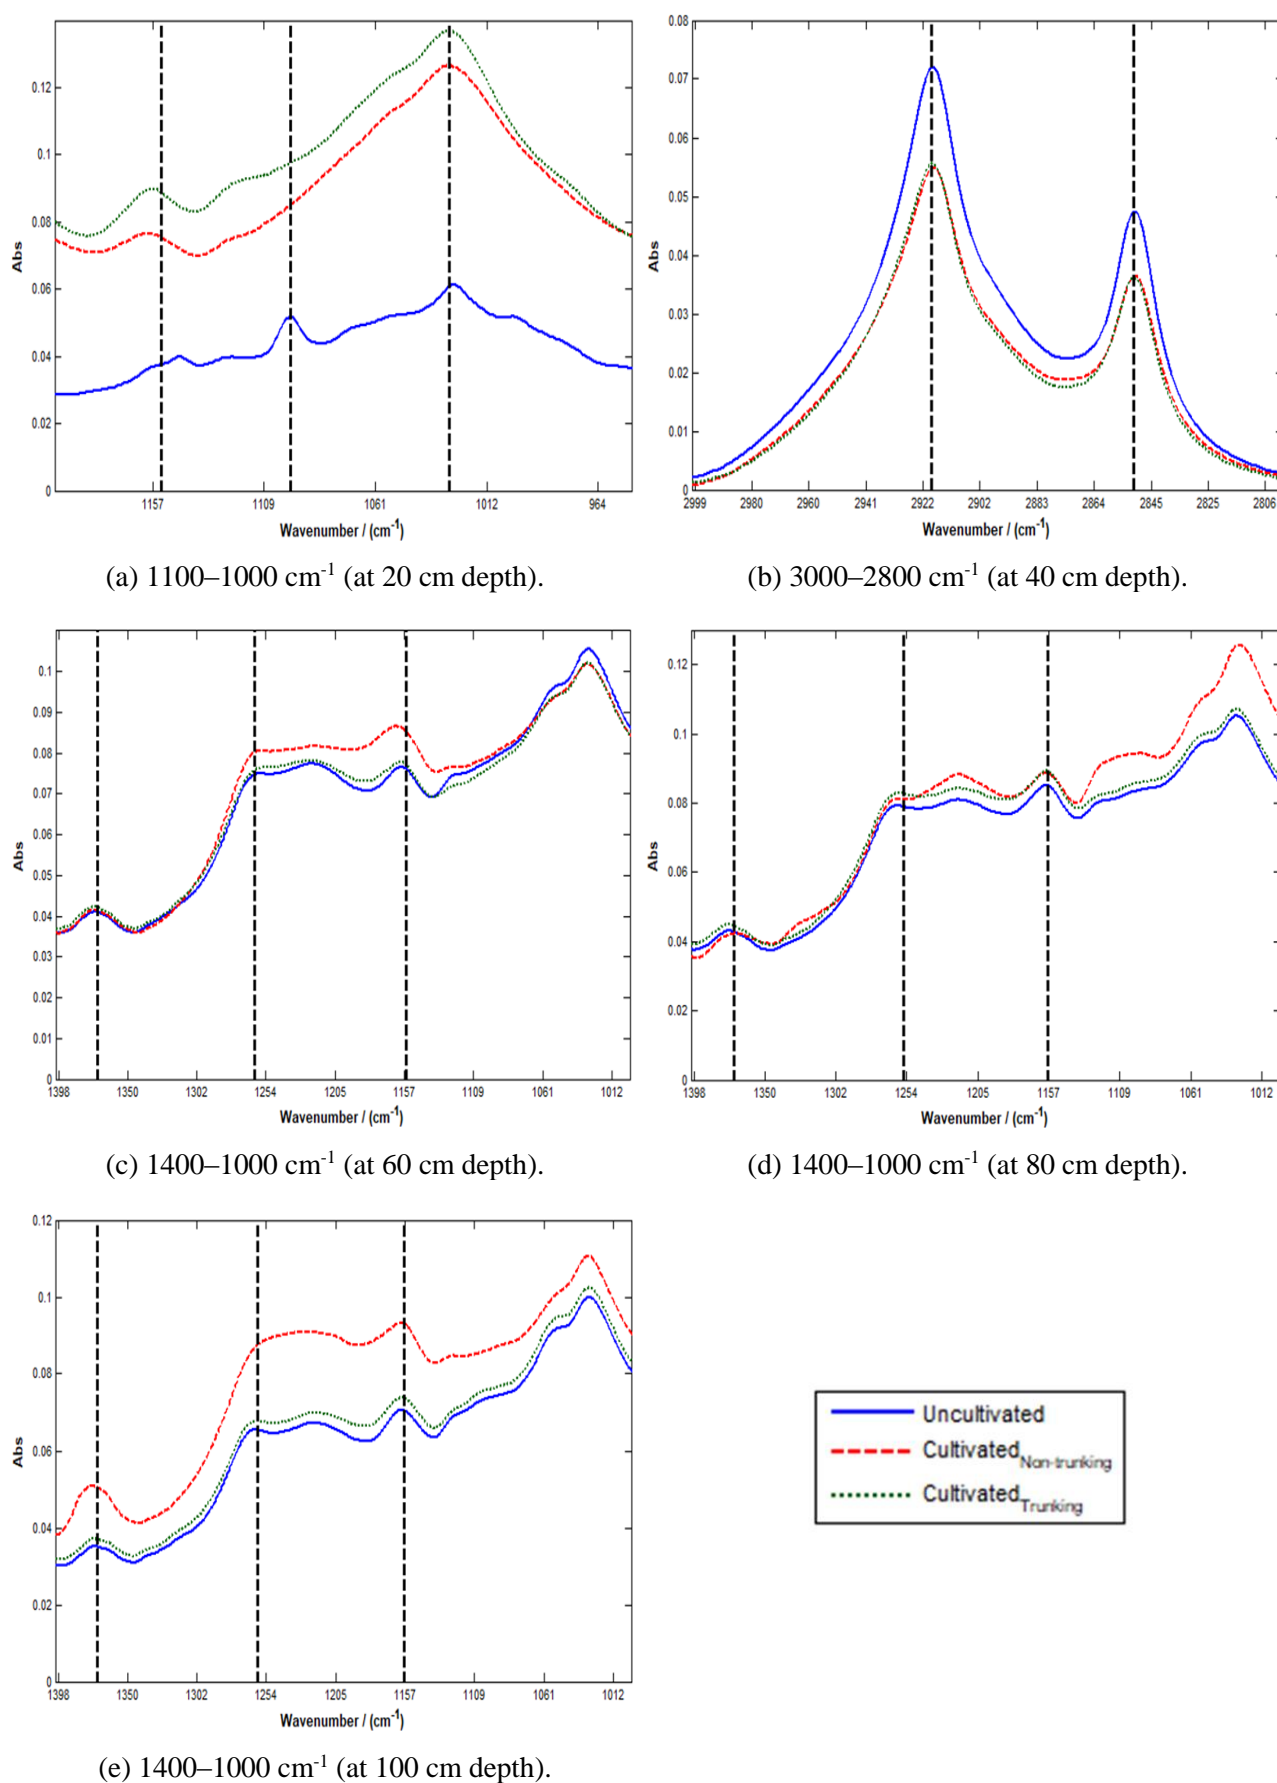 0.12
0.1
0.08
0.06
0.04
0.02
0
Abs
1157 1109 1061 1012 964
Wavenumber / (cm-1)
(a) 1100–1000 cm-1 (at 20 cm depth).
0.08
0.07
0.06
0.05
0.04
0.03
0.02
0.01
0
Abs
2999 2980 2960 2941 2922 2902 2883 2864 2845 2825 2806
Wavenumber / (cm-1)
(b) 3000–2800 cm-1 (at 40 cm depth).
0.1
0.09
0.08
0.07
0.06
0.05
0.04
0.03
0.02
0.01
0
Abs
1398 1350 1302 1254 1205 1157 1109 1061 1012
Wavenumber / (cm-1)
(c) 1400–1000 cm-1 (at 60 cm depth).
0.12
0.1
0.08
0.06
0.04
0.02
0
Abs
1398 1350 1302 1254 1205 1157 1109 1061 1012
Wavenumber / (cm-1)
(d) 1400–1000 cm-1 (at 80 cm depth).
0.12
0.1
0.08
0.06
0.04
0.02
0
Abs
1398 1350 1302 1254 1205 1157 1109 1061 1012
Wavenumber / (cm-1)
(e) 1400–1000 cm-1 (at 100 cm depth).
Uncultivated
Cultivated Non-trunking
Cultivated Trunking